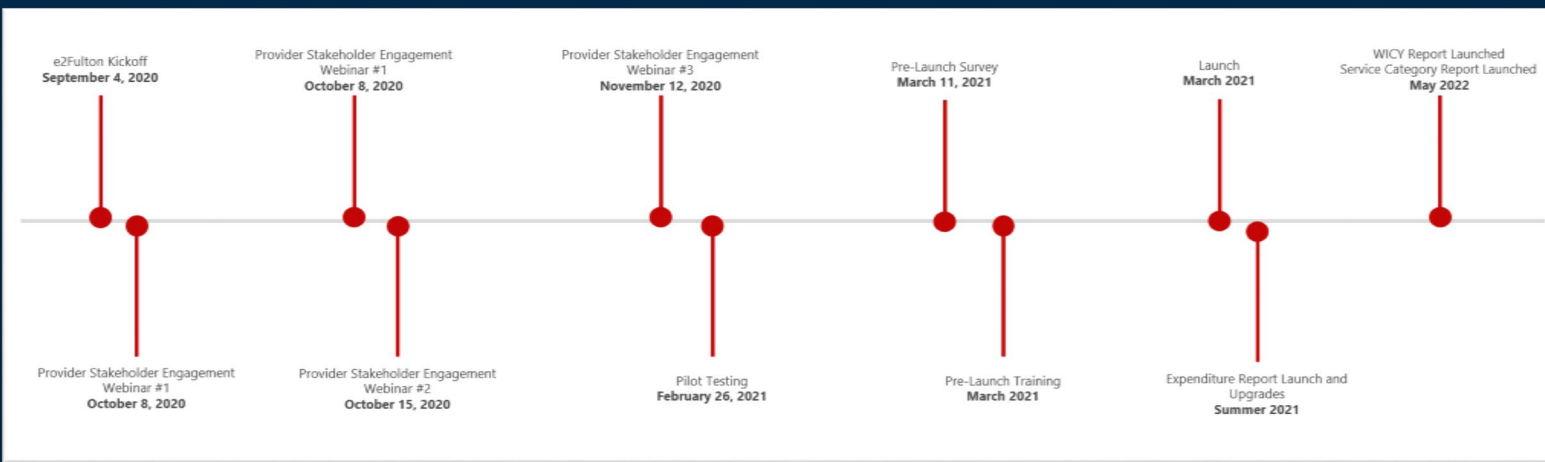 e2Fulton Kickoff
September 4, 2020
Provider Stakeholder Engagement
Webinar #1
October 8, 2020
Provider Stakeholder Engagement
Webinar #3
November 12, 2020
Pre-Launch Survey
March 11, 2021
Launch
March 2021
WICY Report Launched
Service Category Report Launched
May 2022
Provider Stakeholder Engagement
Webinar #1
October 8, 2020
Provider Stakeholder Engagement
Webinar #2
October 15, 2020
Pilot Testing
February 26, 2021
Pre-Launch Training
March 2021
Expenditure Report Launch and
Upgrades
Summer 2021